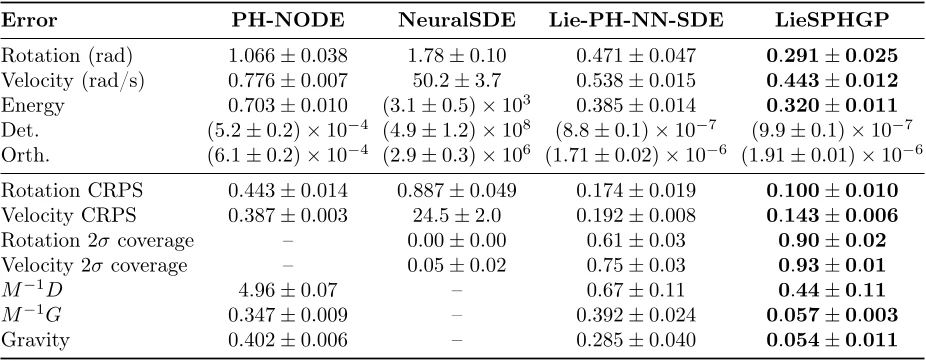 Error PH-NODE NeuralSDE Lie-PH-NN-SDE LieSPHGP
Rotation (rad) 1.066 ± 0.038 1.78 ± 0.10 0.471 ± 0.047 0.291 ± 0.025
Velocity (rad/s) 0.776 ± 0.007 50.2 ± 3.7 0.538 ± 0.015 0.443 ± 0.012
Energy 0.703 ± 0.010 (3.1 ± 0.5) × 10³ 0.385 ± 0.014 0.320 ± 0.011
Det. (5.2 ± 0.2) × 10⁻⁴ (4.9 ± 1.2) × 10⁸ (8.8 ± 0.1) × 10⁻⁷ (9.9 ± 0.1) × 10⁻⁷
Orth. (6.1 ± 0.2) × 10⁻⁴ (2.9 ± 0.3) × 10⁶ (1.71 ± 0.02) × 10⁻⁶ (1.91 ± 0.01) × 10⁻⁶
Rotation CRPS 0.443 ± 0.014 0.887 ± 0.049 0.174 ± 0.019 0.100 ± 0.010
Velocity CRPS 0.387 ± 0.003 24.5 ± 2.0 0.192 ± 0.008 0.143 ± 0.006
Rotation 2σ coverage – 0.00 ± 0.00 0.61 ± 0.03 0.90 ± 0.02
Velocity 2σ coverage – 0.05 ± 0.02 0.75 ± 0.03 0.93 ± 0.01
M⁻¹D 4.96 ± 0.07 – 0.67 ± 0.11 0.44 ± 0.11
M⁻¹G 0.347 ± 0.009 – 0.392 ± 0.024 0.057 ± 0.003
Gravity 0.402 ± 0.006 – 0.285 ± 0.040 0.054 ± 0.011